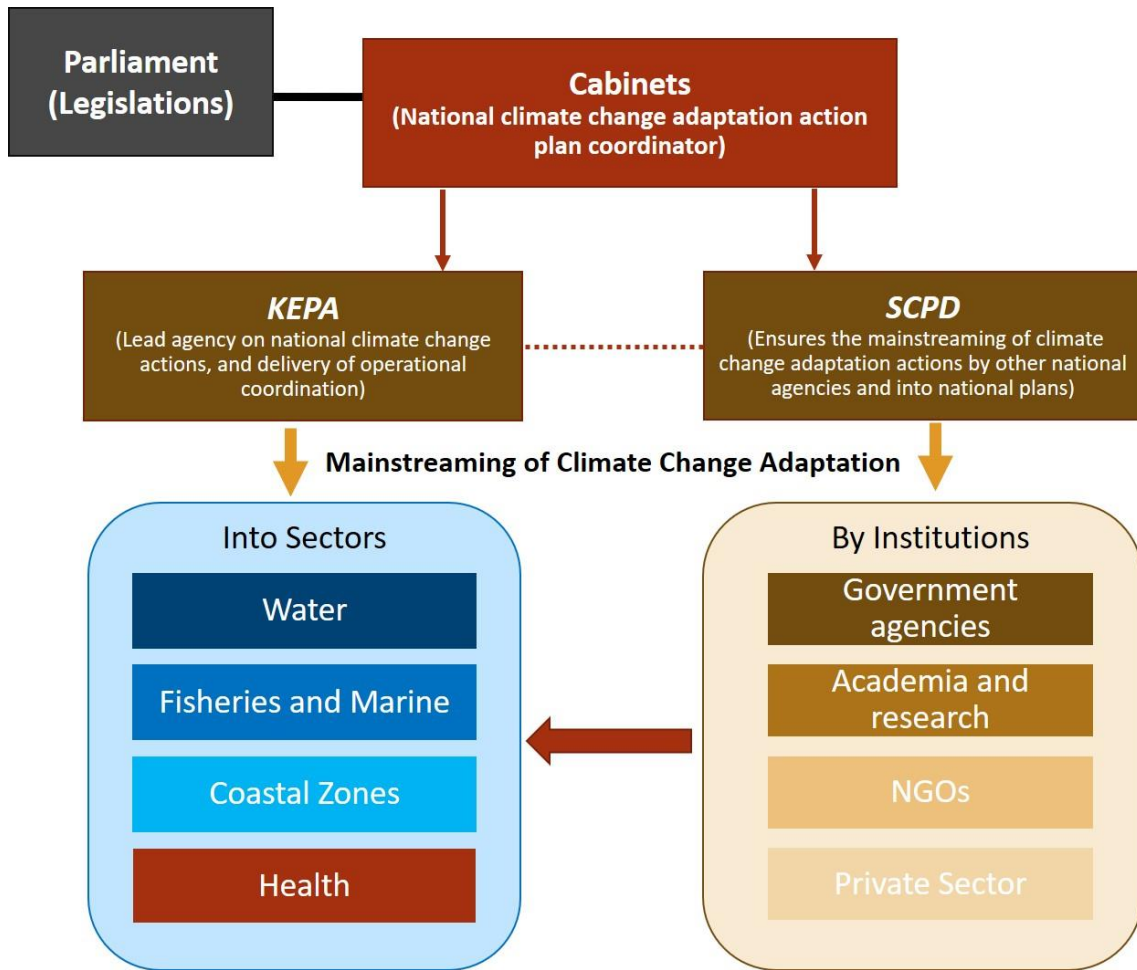 Parliament
(Legislations)
Cabinets
(National climate change adaptation action
plan coordinator)
KEPA
(Lead agency on national climate change
actions, and delivery of operational
coordination)
SCPD
(Ensures the mainstreaming of climate
change adaptation actions by other national
agencies and into national plans)
Mainstreaming of Climate Change Adaptation
Into Sectors
Water
Fisheries and Marine
Coastal Zones
Health
By Institutions
Government
agencies
Academia and
research
NGOs
Private Sector